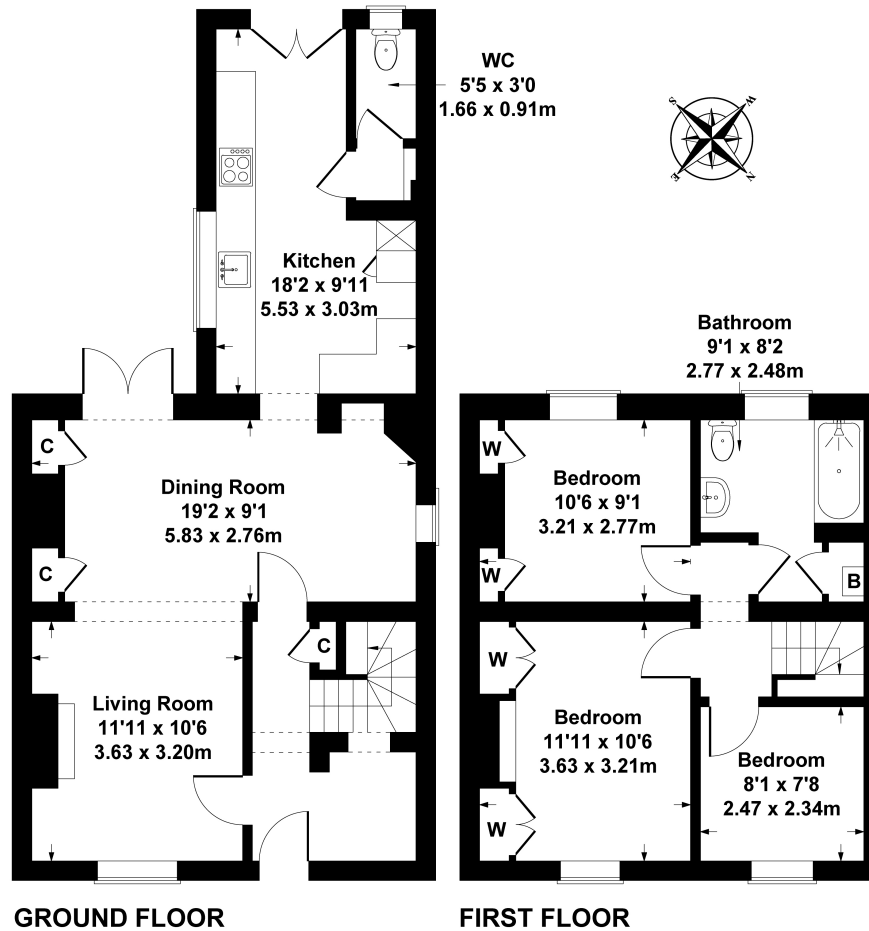 WC
5'5 x 3'0
1.66 x 0.91m
S
W
E
N
Kitchen
18'2 x 9'11
5.53 x 3.03m
Bathroom
9'1 x 8'2
2.77 x 2.48m
C
Dining Room
19'2 x 9'1
5.83 x 2.76m
C
W
Bedroom
10'6 x 9'1
3.21 x 2.77m
W
B
C
Living Room
11'11 x 10'6
3.63 x 3.20m
W
Bedroom
11'11 x 10'6
3.63 x 3.21m
W
Bedroom
8'1 x 7'8
2.47 x 2.34m
GROUND FLOOR
FIRST FLOOR